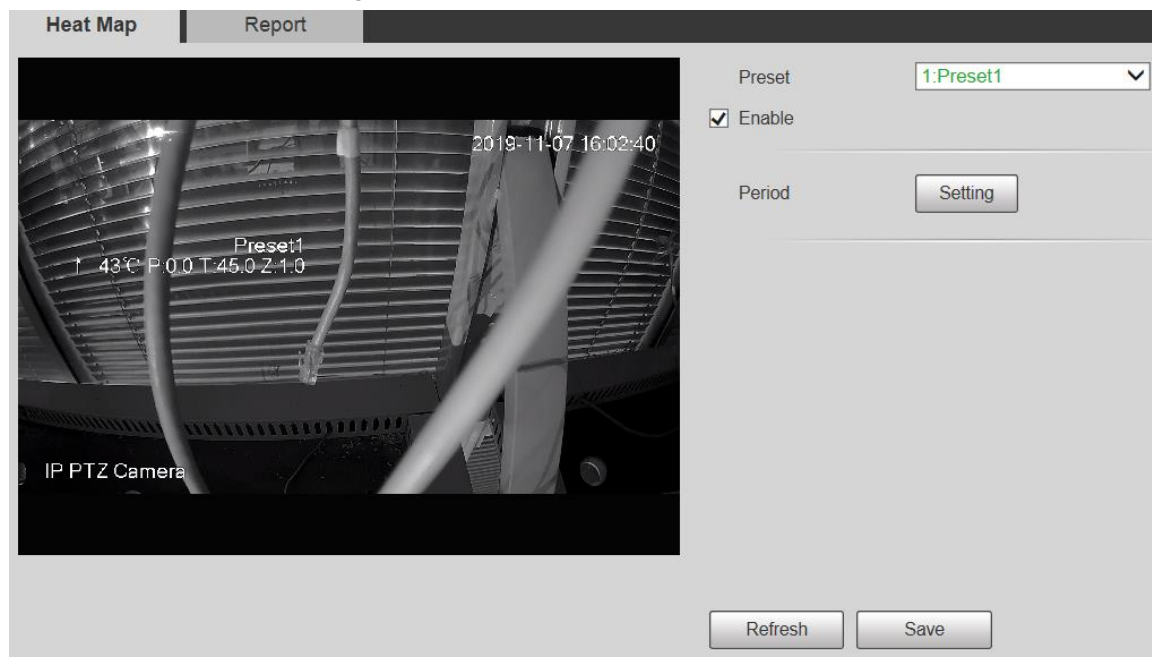 Heat Map Report
Preset 1:Preset1
Enable
2019-11-07 16:02:40
Period Setting
Preset1
↑ 43℃ P:0.0 T:45.0 Z:1.0
IP PTZ Camera
Refresh Save